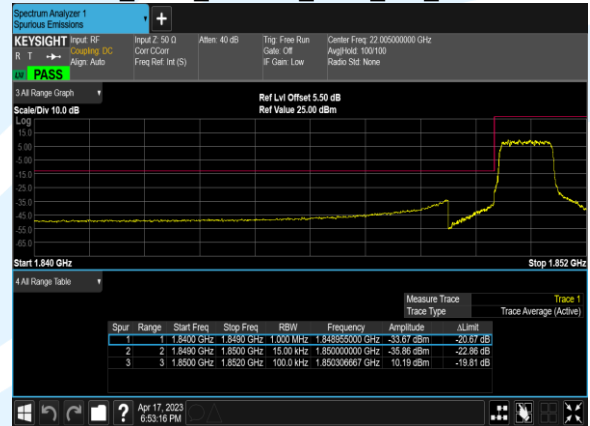 Spectrum Analyzer 1
Spurious Emissions
+
KEYSIGHT Input: RF Input Z: 50 Ω Atten: 40 dB Trig: Free Run Center Freq: 22.005000000 GHz
R T Coupling: DC Corr CCorr Gate: Off Avg|Hold: 100/100
Align: Auto Freq Ref: Int (S) IF Gain: Low Radio Std: None
PASS
3 All Range Graph
Ref Lvl Offset 5.50 dB
Scale/Div 10.0 dB Ref Value 25.00 dBm
Log
15.0
5.00
-5.00
-15.0
-25.0
-35.0
-45.0
-55.0
-65.0
Start 1.840 GHz Stop 1.852 GHz
4 All Range Table
Measure Trace Trace 1
Trace Type Trace Average (Active)
Spur Range Start Freq Stop Freq RBW Frequency Amplitude ΔLimit
1 1 1.8400 GHz 1.8490 GHz 1.000 MHz 1.848955000 GHz -33.67 dBm -20.67 dB
2 2 1.8490 GHz 1.8500 GHz 15.00 kHz 1.850000000 GHz -35.86 dBm -22.86 dB
3 3 1.8500 GHz 1.8520 GHz 100.0 kHz 1.850306667 GHz 10.19 dBm -19.81 dB
? Apr 17, 2023
6:53:16 PM